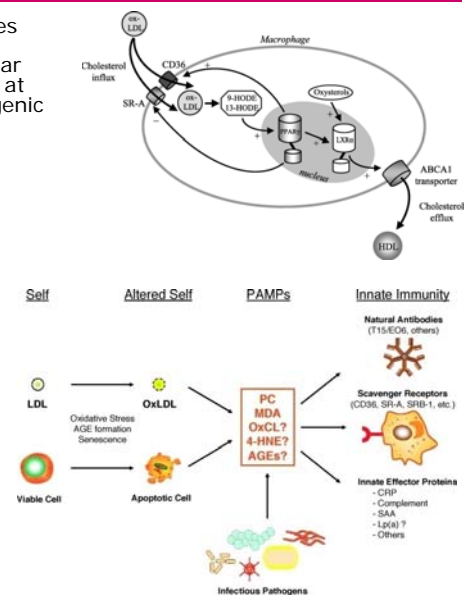 es
ar
at
genic
ox-
LDL
Macrophage
Cholesterol
influx
CD36
+
SR-A
ox-
LDL
9-HODE
13-HODE
Oxysterols
+
−
PPARγ
+
+
LXRα
+
nucleus
ABCA1
transporter
Cholesterol
efflux
HDL
Self
Altered Self
PAMPs
Innate Immunity
Natural Antibodies
(T15/EO6, others)
LDL
OxLDL
Oxidative Stress
AGE formation
Senescence
PC
MDA
OxCL?
4-HNE?
AGEs?
Scavenger Receptors
(CD36, SR-A, SRB-1, etc.)
Viable Cell
Apoptotic Cell
Innate Effector Proteins
- CRP
- Complement
- SAA
- Lp(a) ?
- Others
Infectious Pathogens